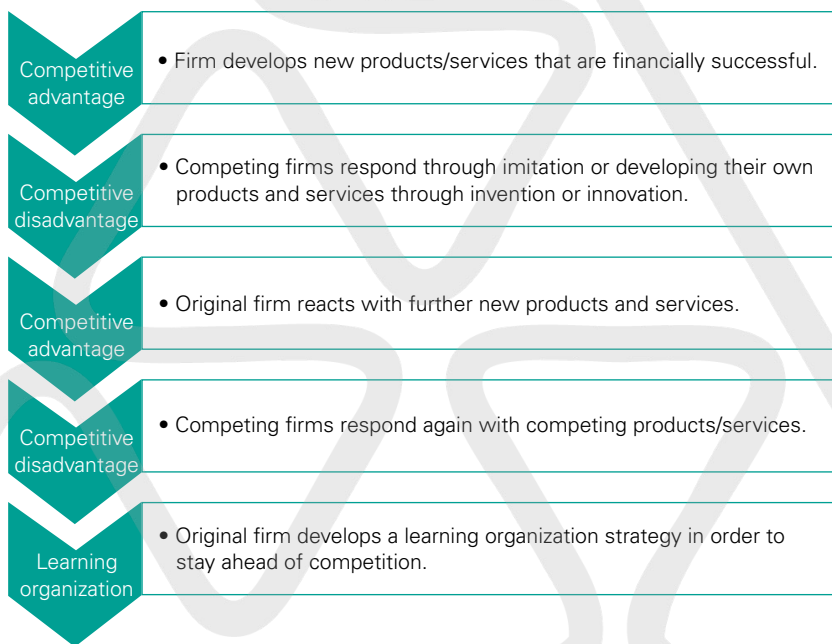 Competitive
advantage
• Firm develops new products/services that are financially successful.
Competitive
disadvantage
• Competing firms respond through imitation or developing their own
products and services through invention or innovation.
Competitive
advantage
• Original firm reacts with further new products and services.
Competitive
disadvantage
• Competing firms respond again with competing products/services.
Learning
organization
• Original firm develops a learning organization strategy in order to
stay ahead of competition.